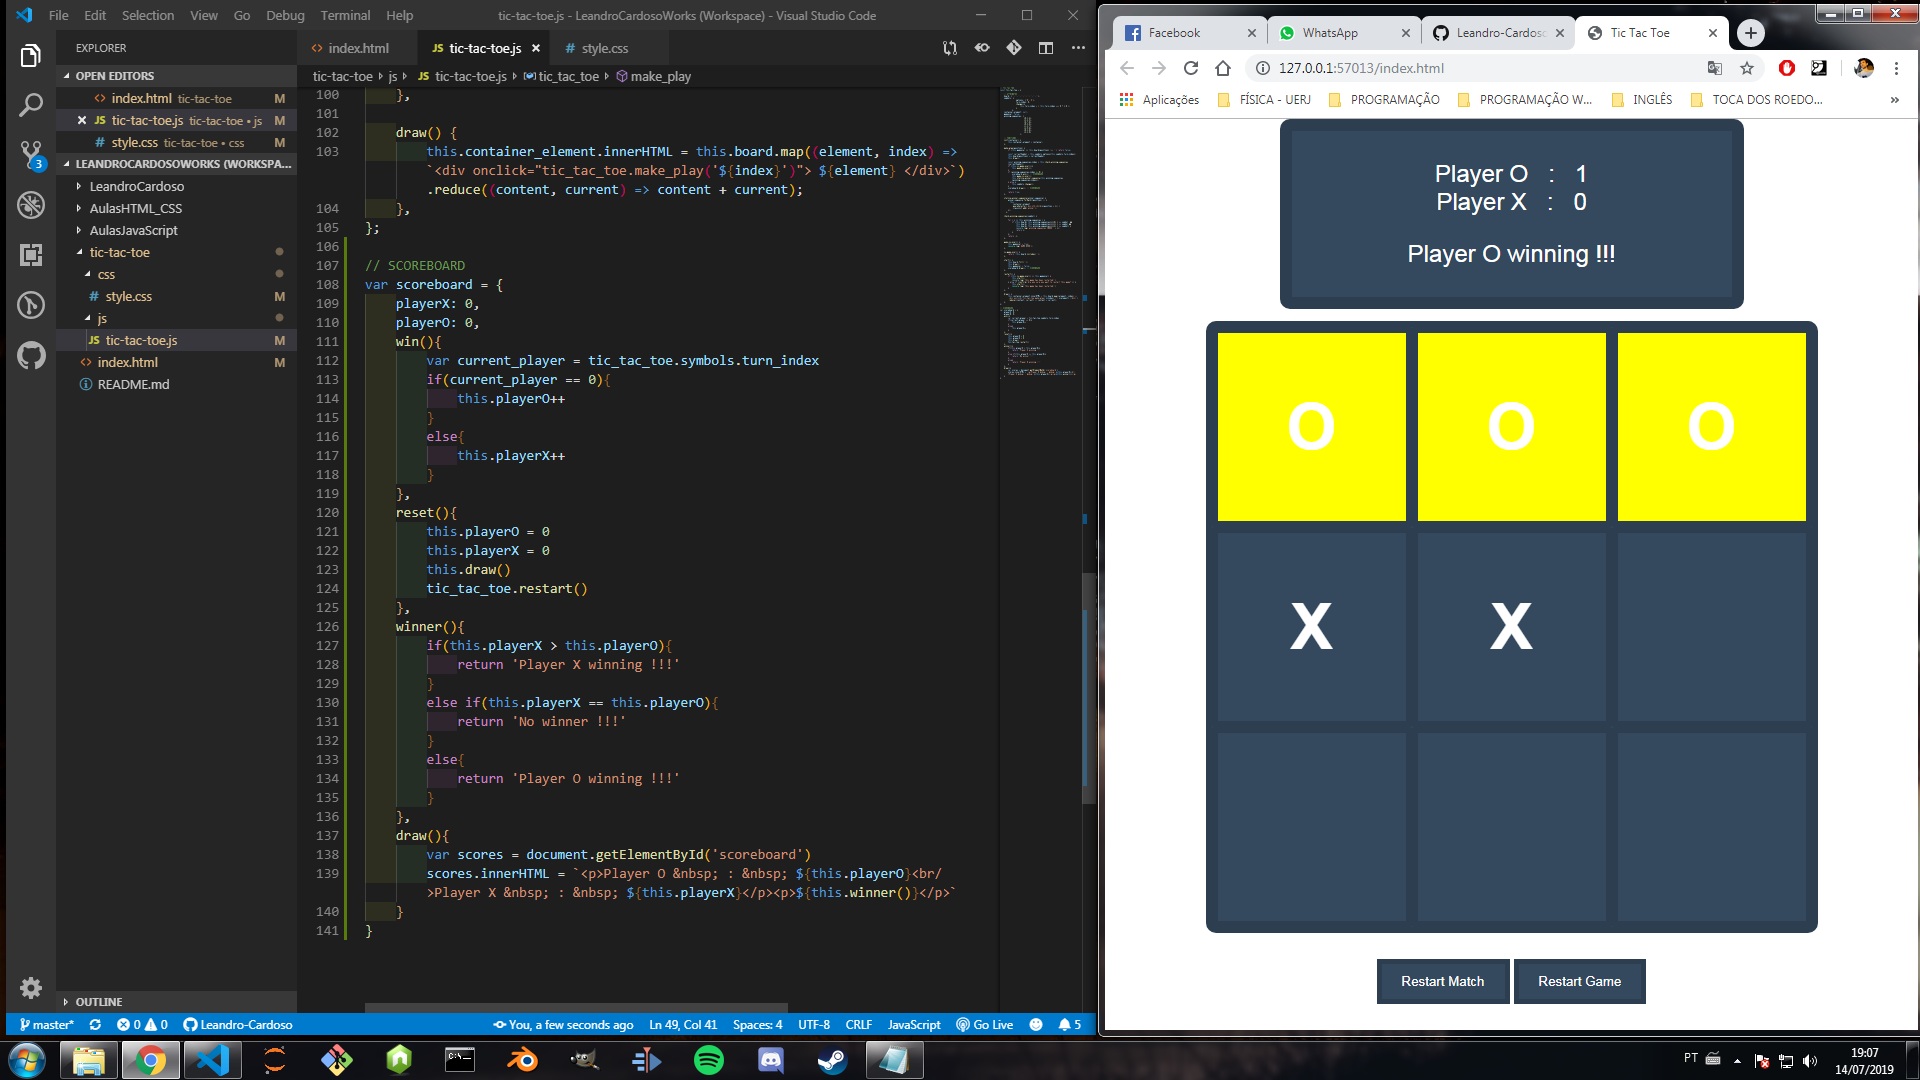 File Edit Selection View Go Debug Terminal Help
tic-tac-toe.js - LeandroCardosoWorks (Workspace) - Visual Studio Code
EXPLORER
OPEN EDITORS
index.html tic-tac-toe M
JS tic-tac-toe.js tic-tac-toe • js M
# style.css tic-tac-toe • css M
LEANDROCARDOSOWORKS (WORKSPA...
LeandroCardoso
AulasHTML_CSS
AulasJavaScript
tic-tac-toe
css
# style.css M
js
JS tic-tac-toe.js M
<> index.html M
README.md
OUTLINE
<> index.html JS tic-tac-toe.js # style.css
tic-tac-toe › js › JS tic-tac-toe.js › tic_tac_toe › make_play
100 },
101
102 draw() {
103 this.container_element.innerHTML = this.board.map((element, index) =>
`<div onclick="tic_tac_toe.make_play('${index}')"> ${element} </div>`)
.reduce((content, current) => content + current);
104 },
105 };
106
107 // SCOREBOARD
108 var scoreboard = {
109 playerX: 0,
110 playerO: 0,
111 win(){
112 var current_player = tic_tac_toe.symbols.turn_index
113 if(current_player == 0){
114 this.playerO++
115 }
116 else{
117 this.playerX++
118 }
119 },
120 reset(){
121 this.playerO = 0
122 this.playerX = 0
123 this.draw()
124 tic_tac_toe.restart()
125 },
126 winner(){
127 if(this.playerX > this.playerO){
128 return 'Player X winning !!!'
129 }
130 else if(this.playerX == this.playerO){
131 return 'No winner !!!'
132 }
133 else{
134 return 'Player O winning !!!'
135 }
136 },
137 draw(){
138 var scores = document.getElementById('scoreboard')
139 scores.innerHTML = `<p>Player O &nbsp; : &nbsp; ${this.playerO}<br/
>Player X &nbsp; : &nbsp; ${this.playerX}</p><p>${this.winner()}</p>`
140 }
141 }
3
master* 0 0 Leandro-Cardoso You, a few seconds ago Ln 49, Col 41 Spaces: 4 UTF-8 CRLF JavaScript Go Live 5
Facebook WhatsApp Leandro-Cardoso Tic Tac Toe
127.0.0.1:57013/index.html
Aplicações FÍSICA - UERJ PROGRAMAÇÃO PROGRAMAÇÃO W... INGLÊS TOCA DOS ROEDO... »
Player O : 1
Player X : 0
Player O winning !!!
O O O
X X
Restart Match Restart Game
PT 19:07
14/07/2019